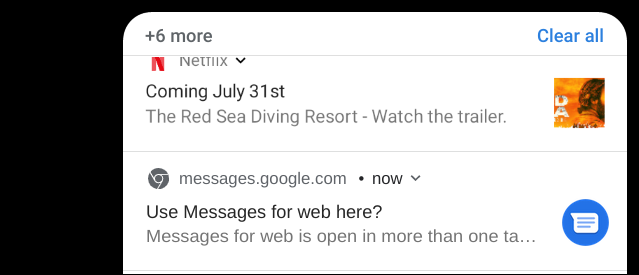 +6 more Clear all
Netflix
Coming July 31st
The Red Sea Diving Resort - Watch the trailer.
messages.google.com • now
Use Messages for web here?
Messages for web is open in more than one ta…